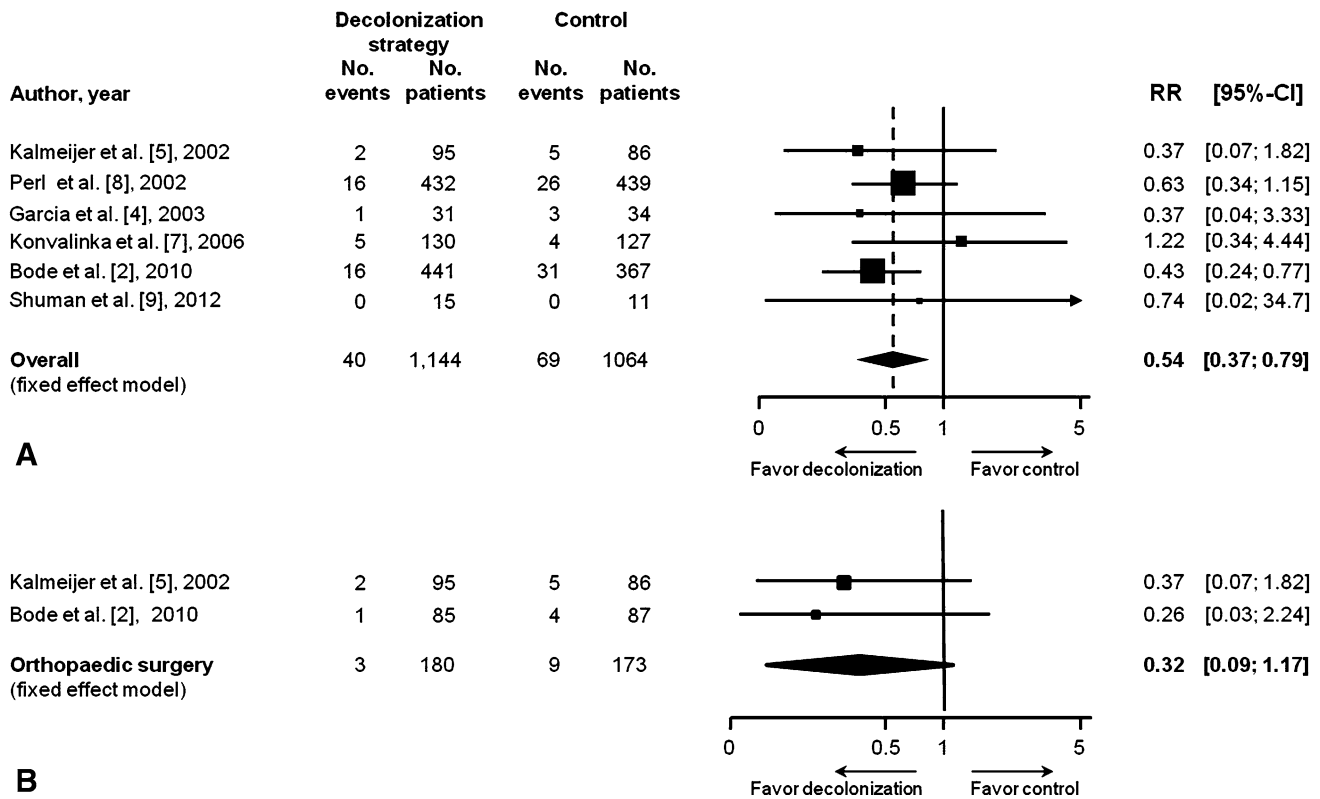 Decolonization Control
strategy
No. No. No. No.
Author, year events patients events patients RR [95%-CI]
Kalmeijer et al. [5], 2002 2 95 5 86 0.37 [0.07; 1.82]
Perl et al. [8], 2002 16 432 26 439 0.63 [0.34; 1.15]
Garcia et al. [4], 2003 1 31 3 34 0.37 [0.04; 3.33]
Konvalinka et al. [7], 2006 5 130 4 127 1.22 [0.34; 4.44]
Bode et al. [2], 2010 16 441 31 367 0.43 [0.24; 0.77]
Shuman et al. [9], 2012 0 15 0 11 0.74 [0.02; 34.7]
Overall 40 1,144 69 1064 0.54 [0.37; 0.79]
(fixed effect model)
0 0.5 1 5
A
Favor decolonization Favor control
Kalmeijer et al. [5], 2002 2 95 5 86 0.37 [0.07; 1.82]
Bode et al. [2], 2010 1 85 4 87 0.26 [0.03; 2.24]
Orthopaedic surgery 3 180 9 173 0.32 [0.09; 1.17]
(fixed effect model)
0 0.5 1 5
B
Favor decolonization Favor control